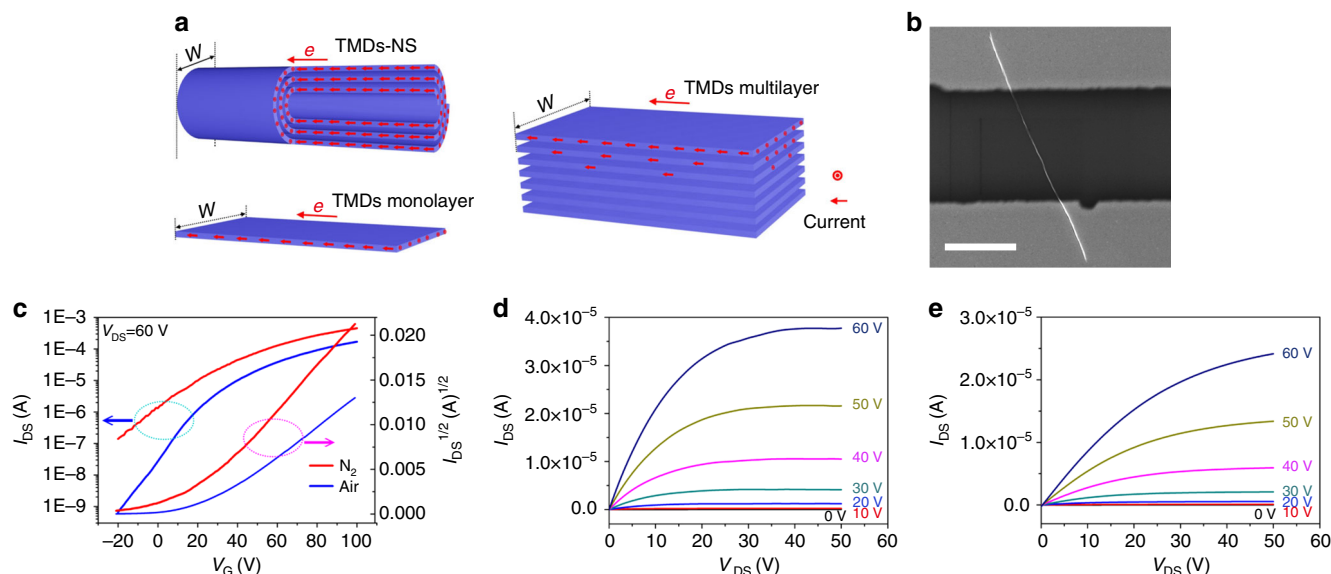 a
W
e
TMDs-NS
W
e
TMDs monolayer
W
e
TMDs multilayer
Current
b
c
V_DS=60 V
1E−3
1E−4
1E−5
1E−6
1E−7
1E−8
1E−9
I_DS (A)
N₂
Air
0.020
0.015
0.010
0.005
0.000
I_DS^1/2 (A)^1/2
−20 0 20 40 60 80 100
V_G (V)
d
4.0×10⁻⁵
4.0×10⁻⁵
2.0×10⁻⁵
1.0×10⁻⁵
0.0
I_DS (A)
60 V
50 V
40 V
30 V
20 V
0 V 10 V
0 10 20 30 40 50 60
V_DS (V)
e
3.0×10⁻⁵
2.0×10⁻⁵
1.0×10⁻⁵
0.0
I_DS (A)
60 V
50 V
40 V
30 V
20 V
0 V 10 V
0 10 20 30 40 50 60
V_DS (V)